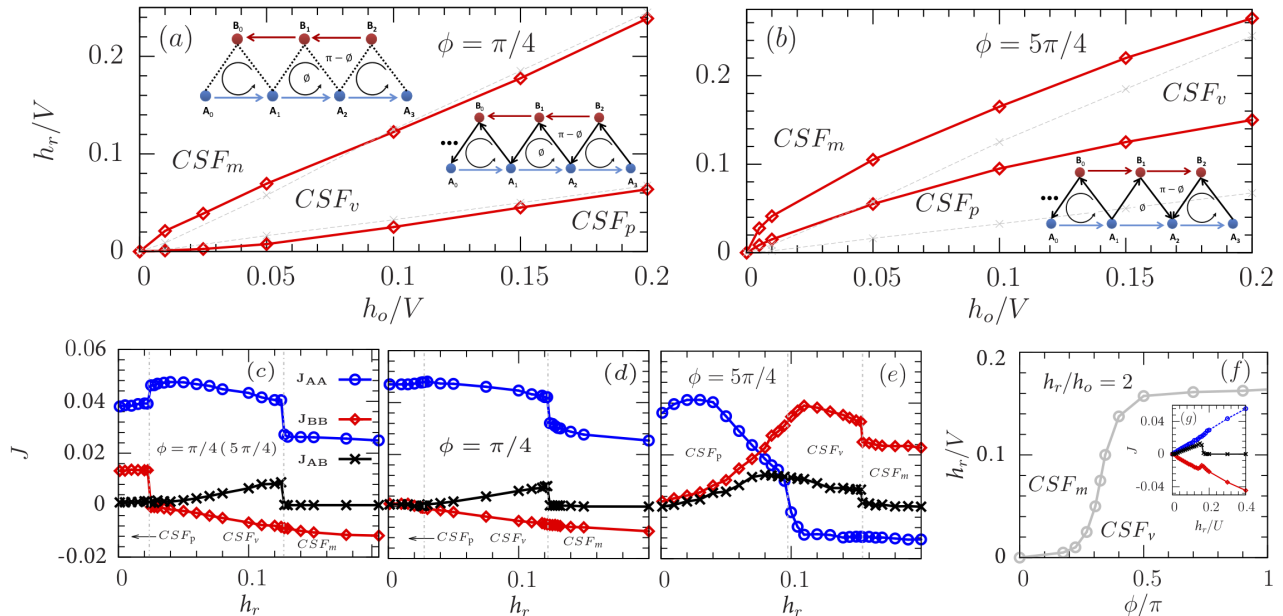 (a)
ϕ = π/4
h_r/V
0.2
0.1
0
0
0.05
0.1
0.15
0.2
h_o/V
CSF_m
CSF_v
CSF_p
B₀ B₁ B₂
π − Ø
Ø
A₀ A₁ A₂ A₃
B₀ B₁ B₂
π − Ø
Ø
•••
A₀ A₁ A₂ A₃
(b)
ϕ = 5π/4
h_r/V
0.2
0.1
0
0
0.05
0.1
0.15
0.2
h_o/V
CSF_m
CSF_v
CSF_p
B₀ B₁ B₂
π − Ø
Ø
•••
A₀ A₁ A₂ A₃
(c)
J
0.06
0.04
0.02
0
-0.02
J_AA
J_BB
ϕ = π/4 (5π/4)
J_AB
← CSF_p CSF_v CSF_m
0 0.1
h_r
(d)
ϕ = π/4
← CSF_p CSF_v CSF_m
0 0.1
h_r
(e)
ϕ = 5π/4
CSF_p CSF_v CSF_m
0 0.1
h_r
(f)
h_r/h_o = 2
h_r/V
0.2
0.1
0
CSF_m
CSF_v
0 0.5 1
ϕ/π
(g)
J
0.04
0.00
-0.04
0 0.2 0.4
h_r/U